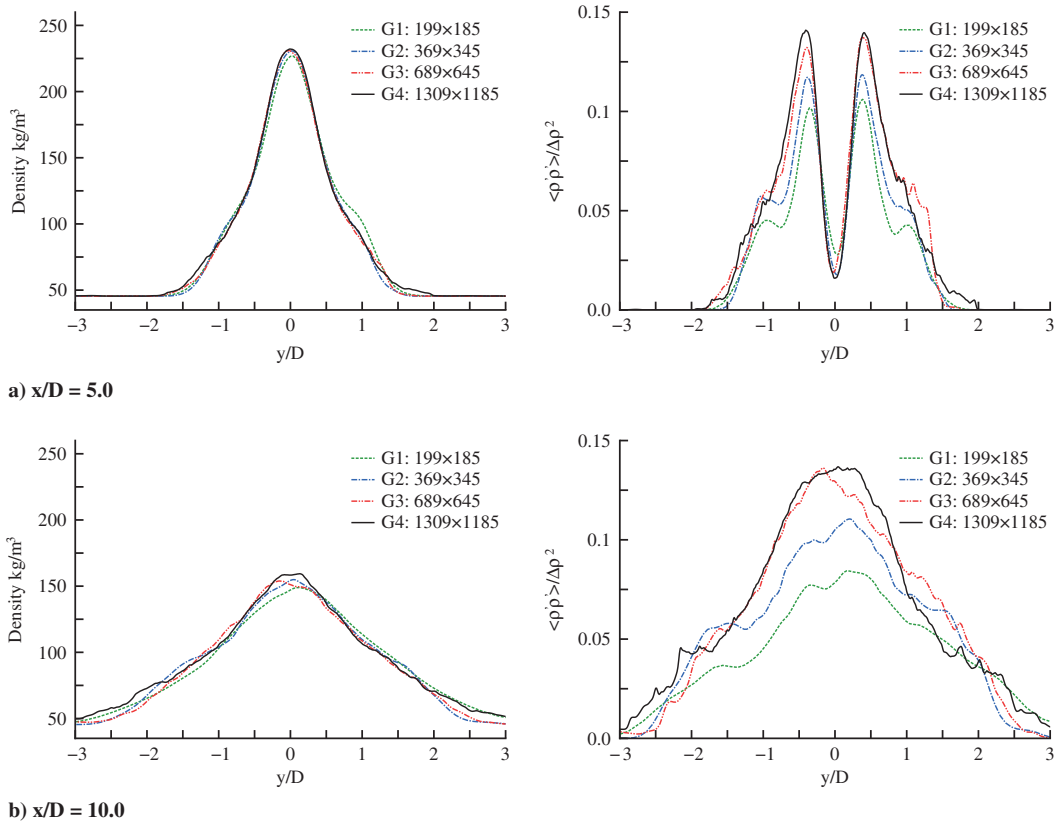 250
200
150
100
50
Density kg/m³
−3 −2 −1 0 1 2 3
y/D
G1: 199×185
G2: 369×345
G3: 689×645
G4: 1309×1185
0.15
0.1
0.05
0.0
<ρ'ρ'>/Δρ²
−3 −2 −1 0 1 2 3
y/D
G1: 199×185
G2: 369×345
G3: 689×645
G4: 1309×1185
a) x/D = 5.0
250
200
150
100
50
Density kg/m³
−3 −2 −1 0 1 2 3
y/D
G1: 199×185
G2: 369×345
G3: 689×645
G4: 1309×1185
0.15
0.1
0.05
0.0
<ρ'ρ'>/Δρ²
−3 −2 −1 0 1 2 3
y/D
G1: 199×185
G2: 369×345
G3: 689×645
G4: 1309×1185
b) x/D = 10.0